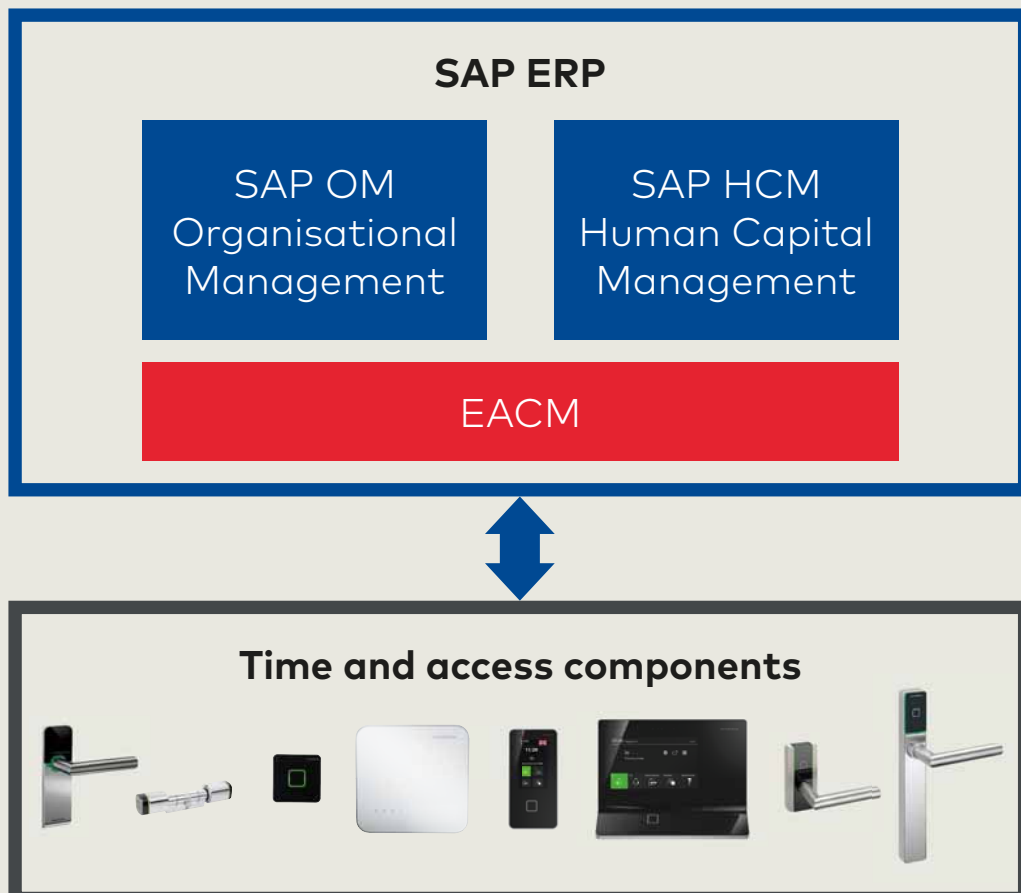 SAP ERP
SAP OM
Organisational
Management
SAP HCM
Human Capital
Management
EACM
Time and access components